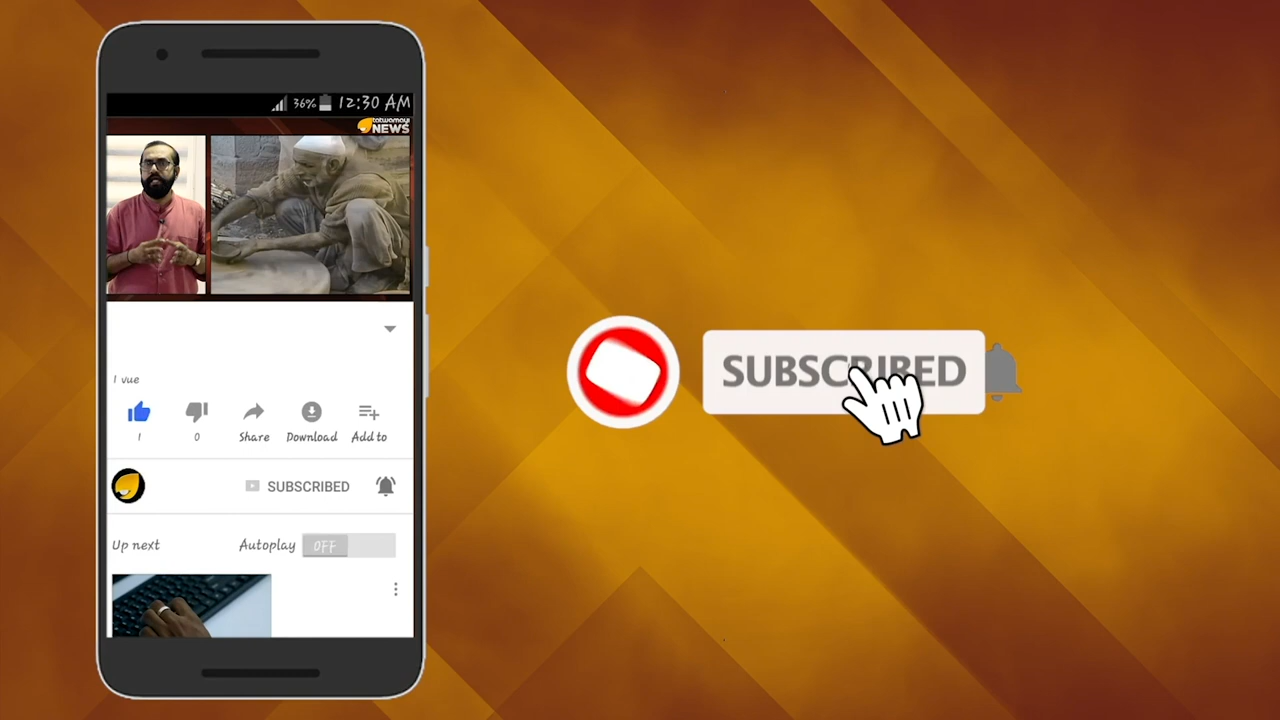 36% 12:30 AM
tatwamayi
NEWS
1 vue
1
0
Share
Download
Add to
SUBSCRIBED
Up next
Autoplay
OFF
SUBSCRIBED